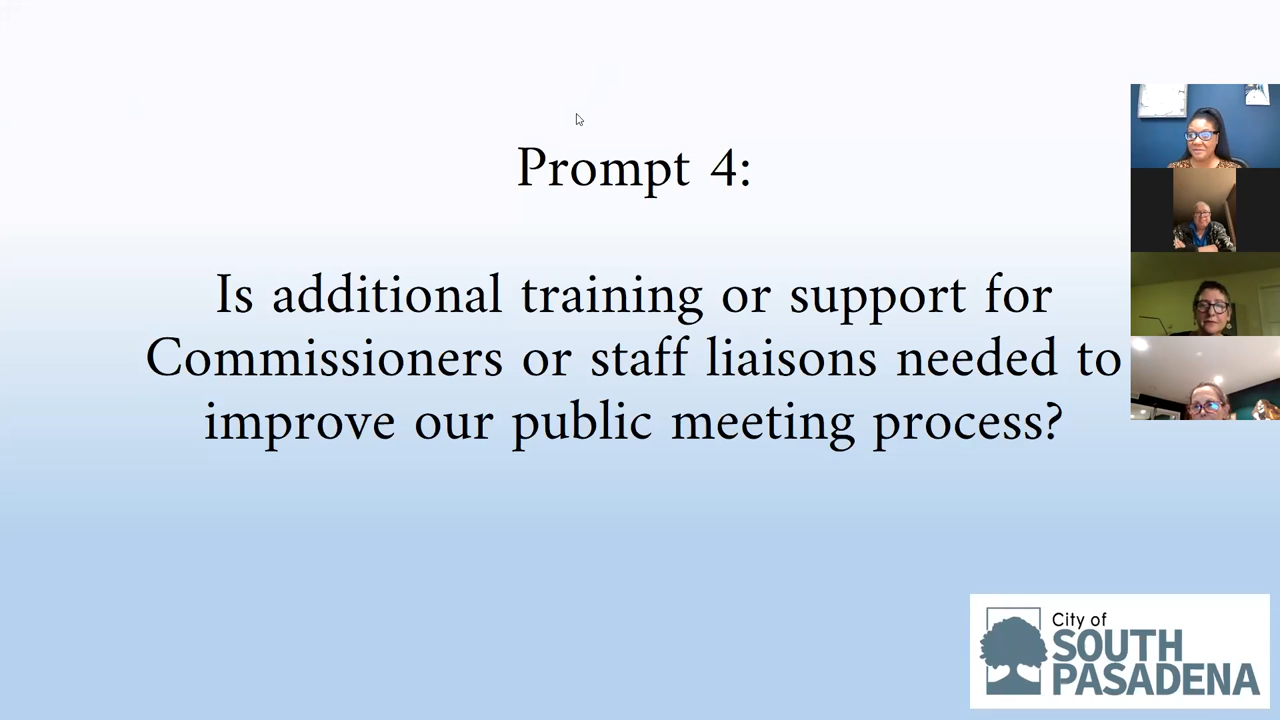 Prompt 4:
Is additional training or support for
Commissioners or staff liaisons needed to
improve our public meeting process?
City of
SOUTH
PASADENA